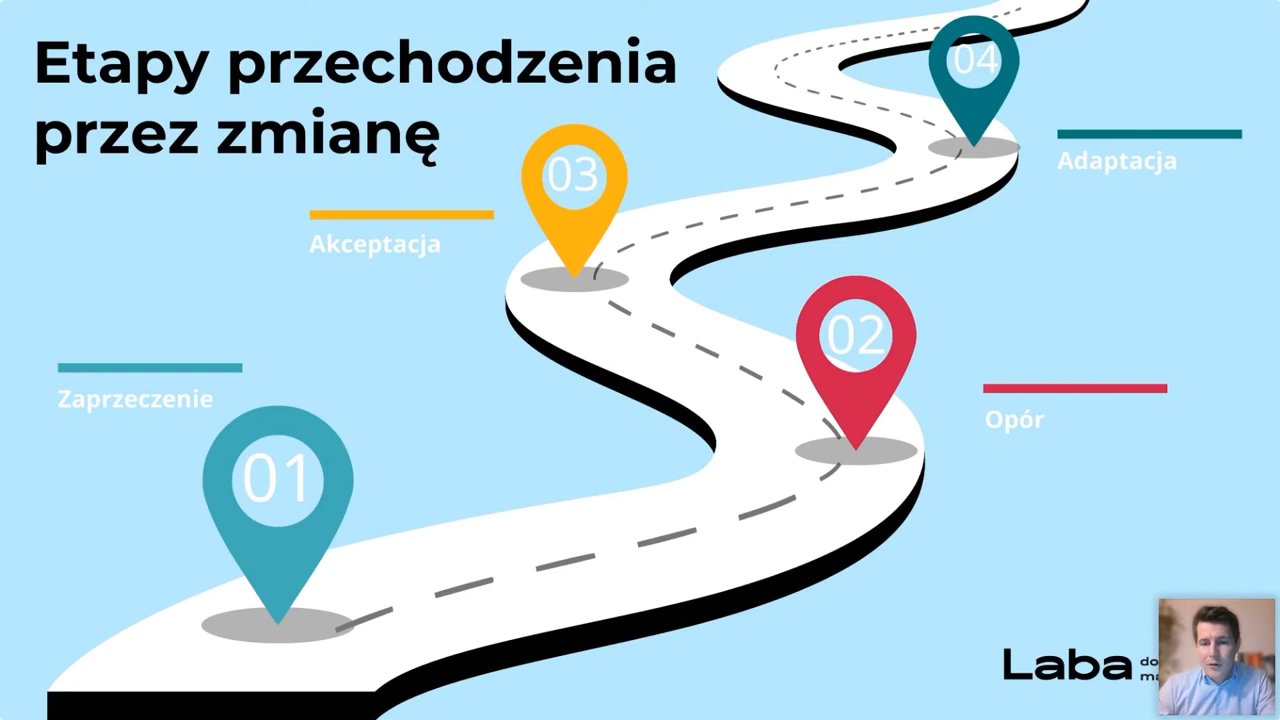 Etapy przechodzenia
przez zmianę
04
Adaptacja
03
Akceptacja
02
Opór
Zaprzeczenie
01
Laba